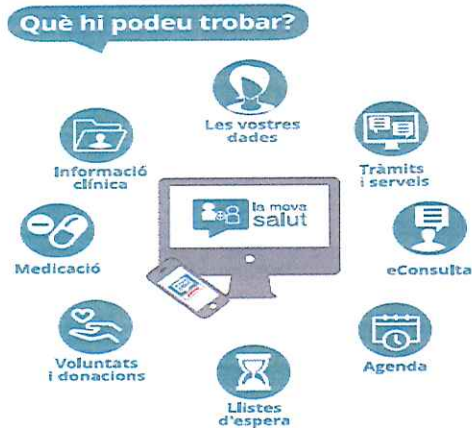 Què hi podeu trobar?
Les vostres
dades
Informació
clínica
Tràmits
i serveis
la meva
salut
Medicació
eConsulta
Voluntats
i donacions
Agenda
Llistes
d'espera